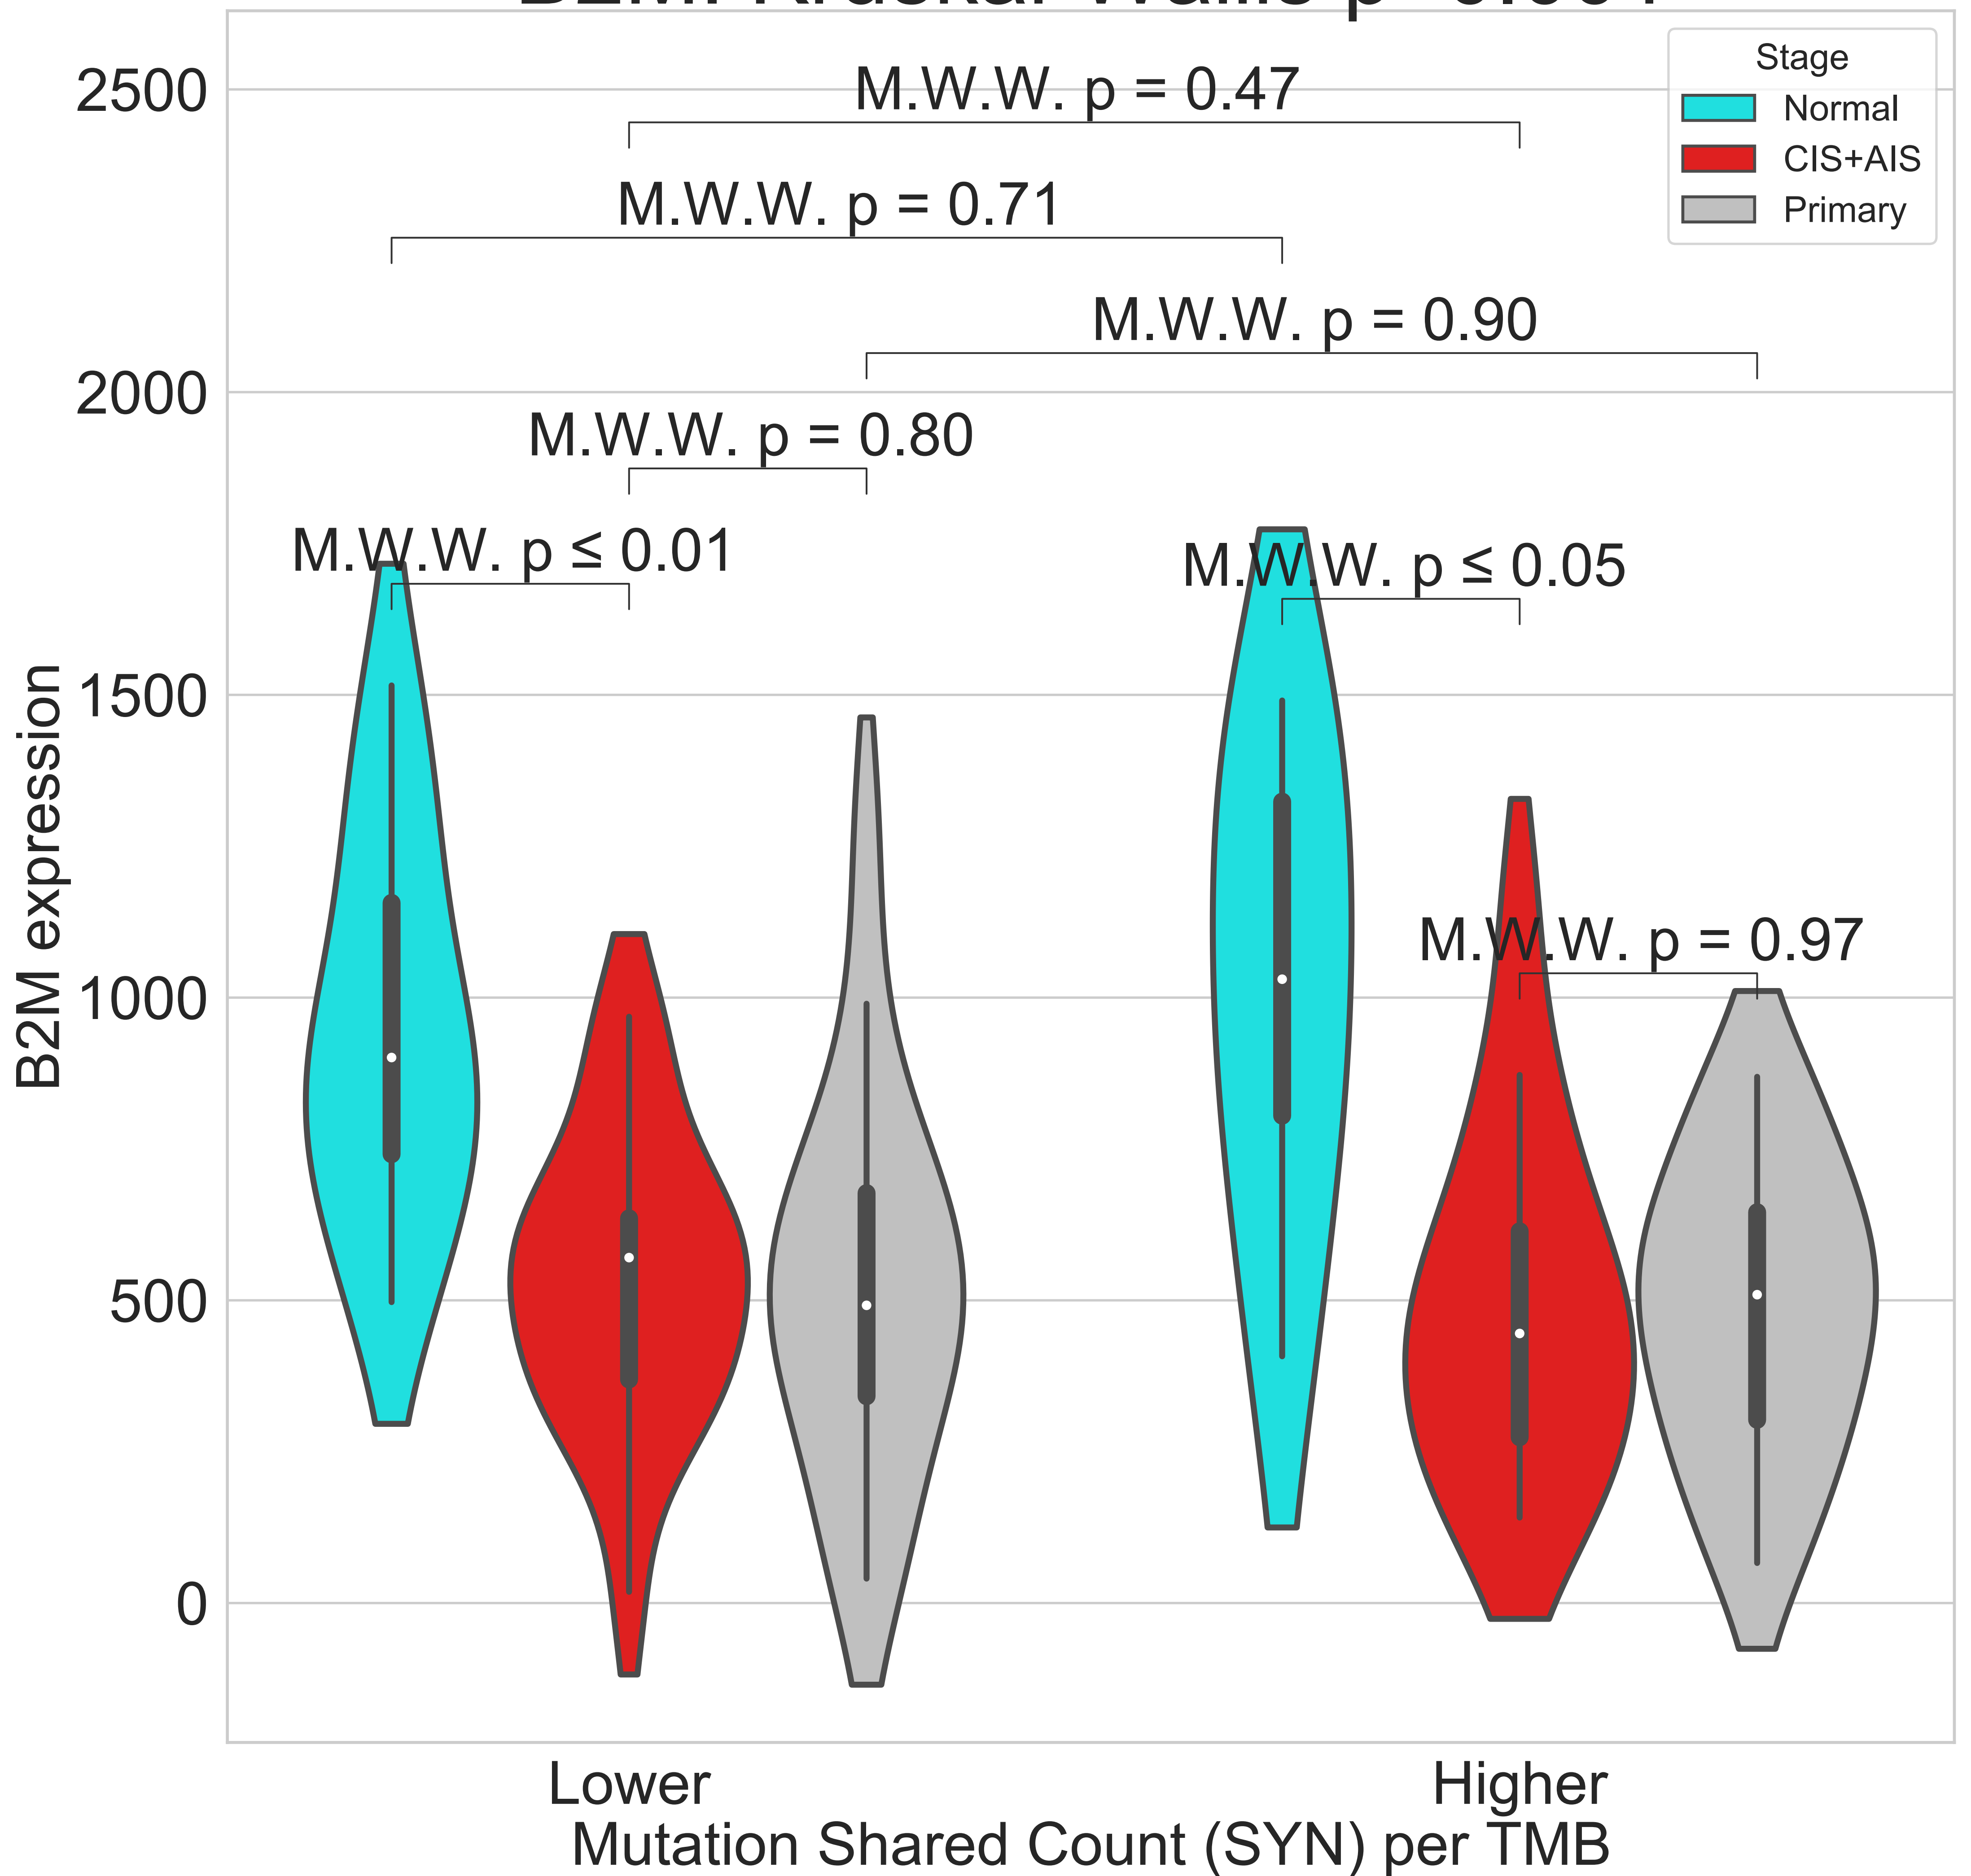 2500
2000
1500
1000
500
0
B2M expression
M.W.W. p = 0.47
M.W.W. p = 0.71
M.W.W. p = 0.90
M.W.W. p = 0.80
M.W.W. p ≤ 0.01
M.W.W. p ≤ 0.05
M.W.W. p = 0.97
Stage
Normal
CIS+AIS
Primary
Lower
Higher
Mutation Shared Count (SYN) per TMB